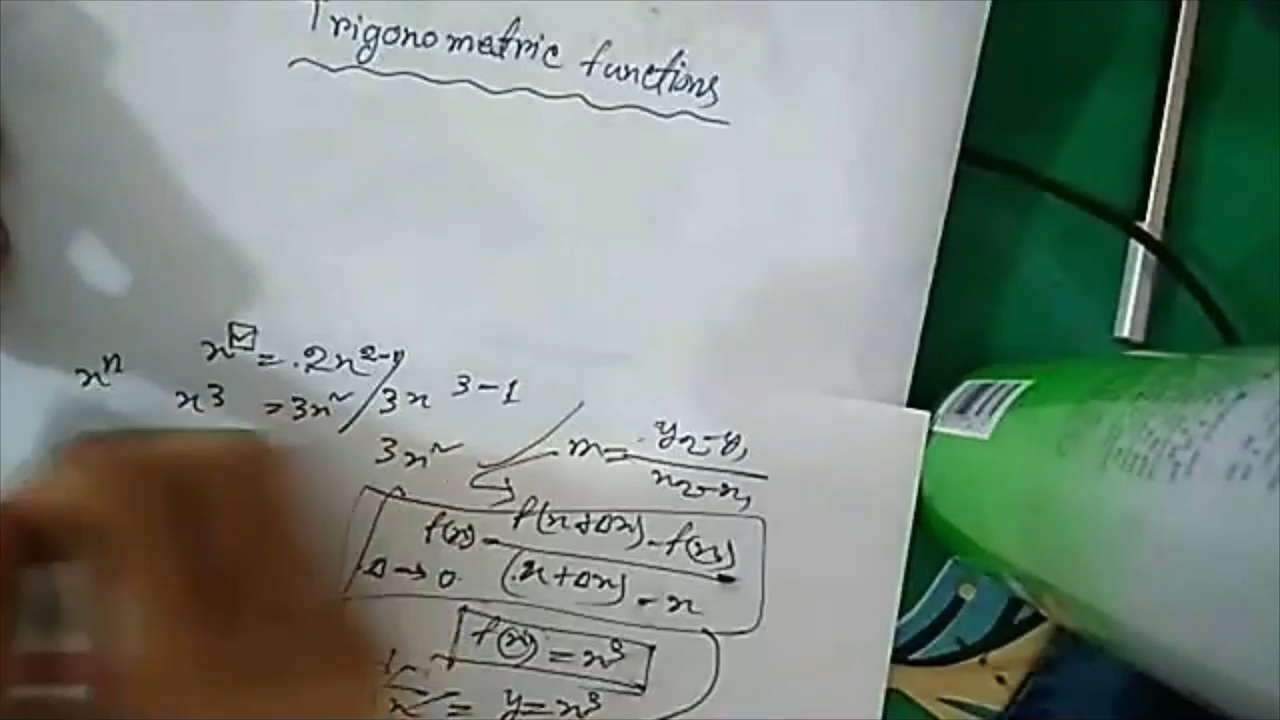 Trigonometric functions
x^☑ = .2x^2-1
x^n
x^3 = 3x^2 / 3x^3-1
3x^2
m = y2-y1 / x2-x1
f(x) = f(x+Δx) - f(x) / (x+Δx) - x
Δ→0
f(x) = x^3
= y = x^3